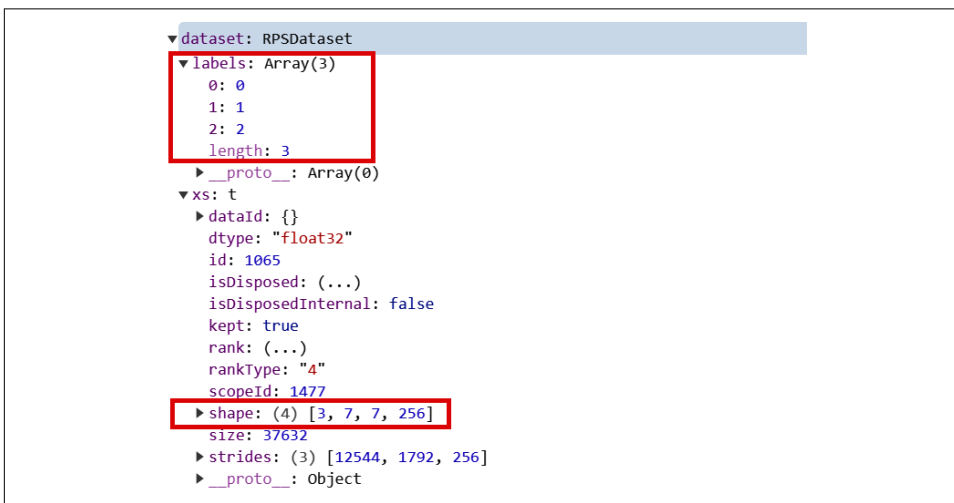 ▼dataset: RPSDataset
▼labels: Array(3)
0: 0
1: 1
2: 2
length: 3
▶__proto__: Array(0)
▼xs: t
▶dataId: {}
dtype: "float32"
id: 1065
isDisposed: (...)
isDisposedInternal: false
kept: true
rank: (...)
rankType: "4"
scopeId: 1477
▶shape: (4) [3, 7, 7, 256]
size: 37632
▶strides: (3) [12544, 1792, 256]
▶__proto__: Object